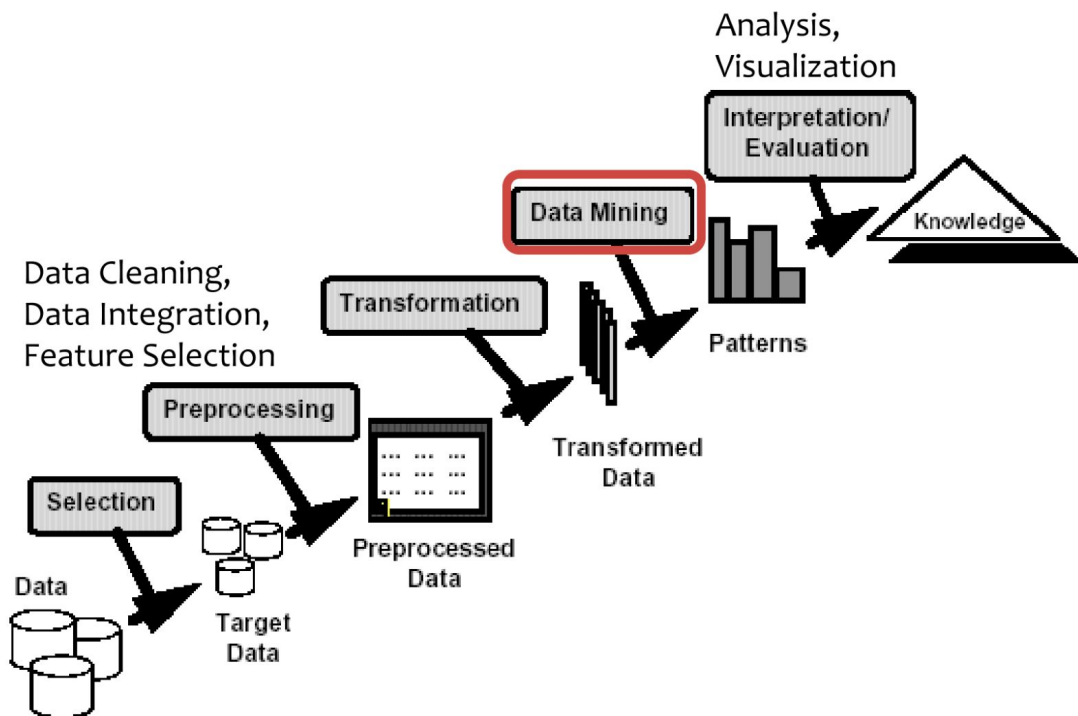 Analysis,
Visualization
Interpretation/
Evaluation
Knowledge
Data Mining
Patterns
Data Cleaning,
Data Integration,
Feature Selection
Transformation
Transformed
Data
Preprocessing
... ... ...
... ... ...
... ... ...
Preprocessed
Data
Selection
Target
Data
Data